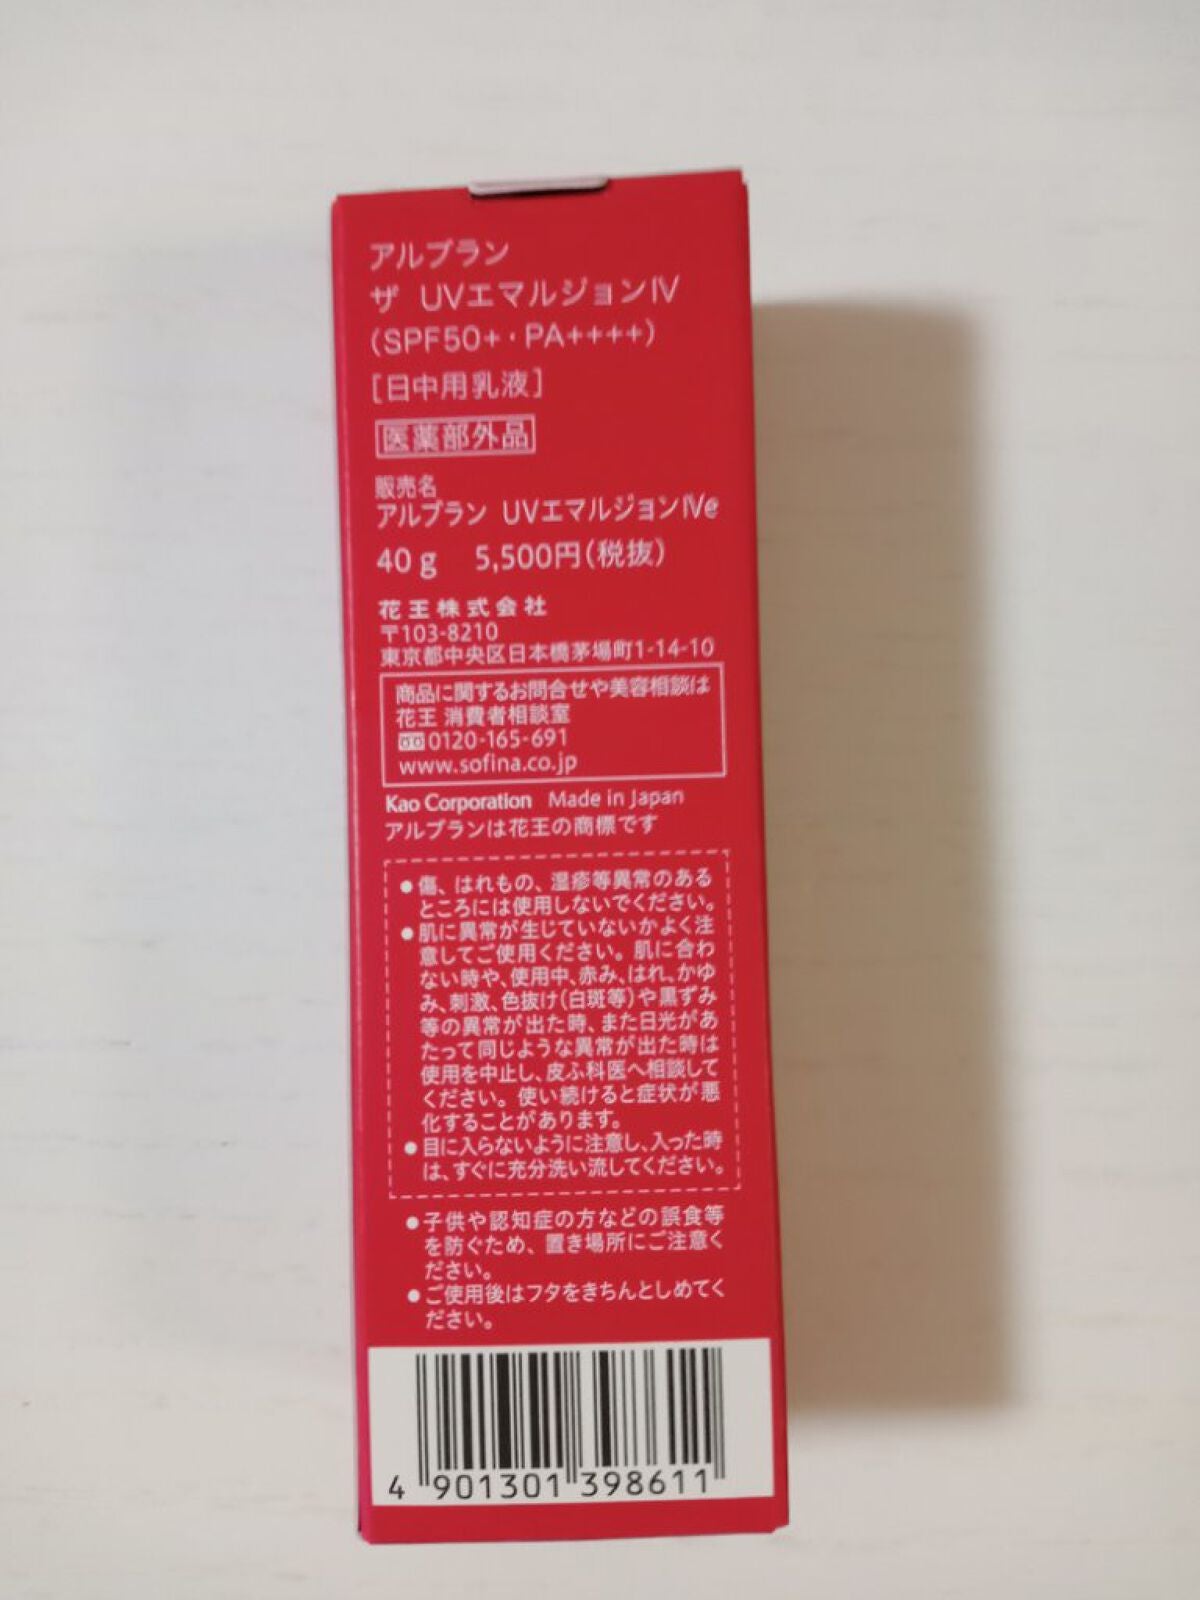 アルブラン
ザ UVエマルジョンⅣ
(SPF50+・PA++++)
[日中用乳液]
医薬部外品
販売名
アルブラン UVエマルジョンⅣe
40g 5,500円(税抜)
花王株式会社
〒103-8210
東京都中央区日本橋茅場町1-14-10
商品に関するお問合せや美容相談は
花王 消費者相談室
0120-165-691
www.sofina.co.jp
Kao Corporation Made in Japan
アルブランは花王の商標です
●傷、はれもの、湿疹等異常のある
ところには使用しないでください。
●肌に異常が生じていないかよく注
意してご使用ください。肌に合わ
ない時や、使用中、赤み、はれ、かゆ
み、刺激、色抜け(白斑等)や黒ずみ
等の異常が出た時、また日光があ
たって同じような異常が出た時は
使用を中止し、皮ふ科医へ相談して
ください。使い続けると症状が悪
化することがあります。
●目に入らないように注意し、入った時
は、すぐに充分洗い流してください。
●子供や認知症の方などの誤食等
を防ぐため、置き場所にご注意く
ださい。
●ご使用後はフタをきちんとしめてく
ださい。
4 901301 398611